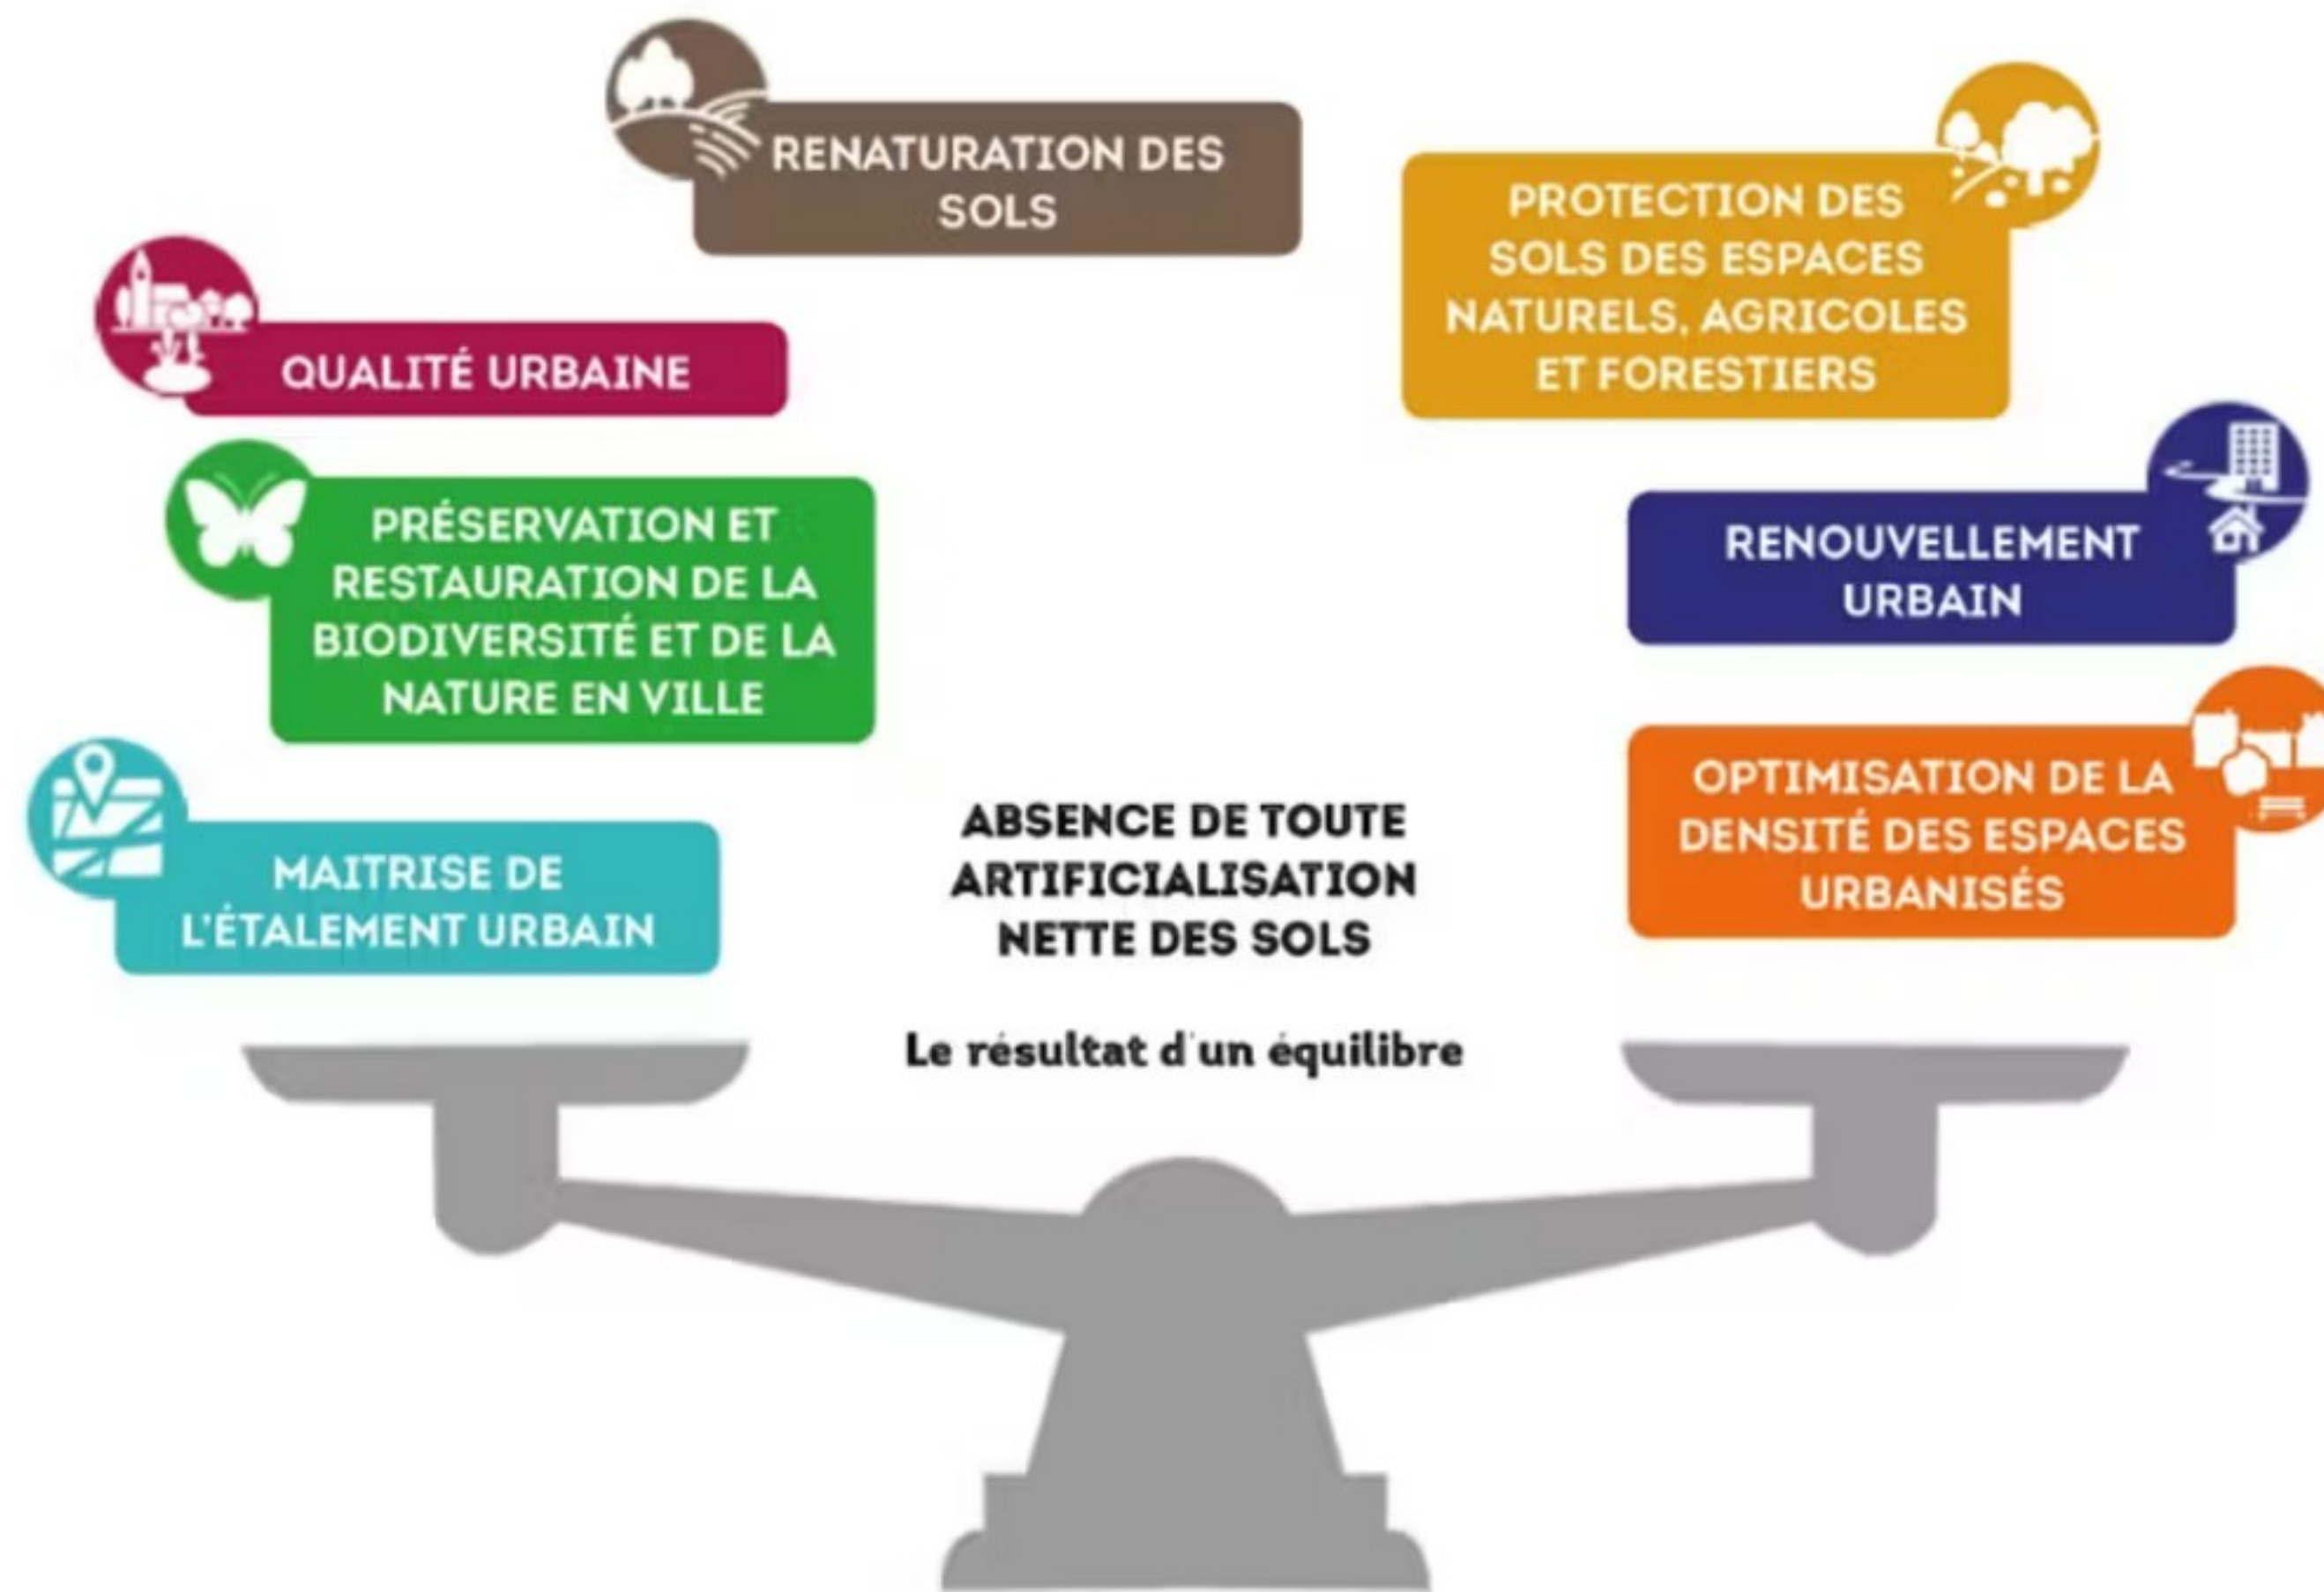 RENATURATION DES
SOLS
PROTECTION DES
SOLS DES ESPACES
NATURELS, AGRICOLES
ET FORESTIERS
QUALITÉ URBAINE
PRÉSERVATION ET
RESTAURATION DE LA
BIODIVERSITÉ ET DE LA
NATURE EN VILLE
RENOUVELLEMENT
URBAIN
MAITRISE DE
L'ÉTALEMENT URBAIN
OPTIMISATION DE LA
DENSITÉ DES ESPACES
URBANISÉS
ABSENCE DE TOUTE
ARTIFICIALISATION
NETTE DES SOLS
Le résultat d'un équilibre